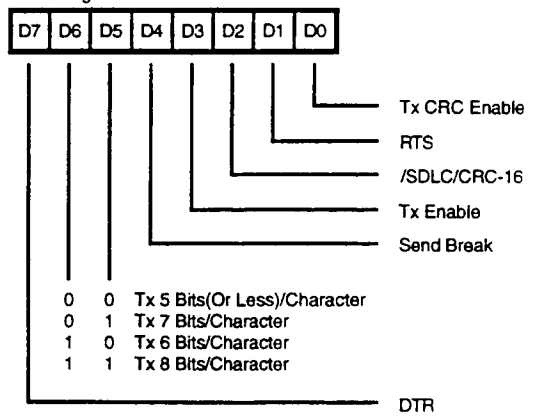 D7 D6 D5 D4 D3 D2 D1 D0
Tx CRC Enable
RTS
/SDLC/CRC-16
Tx Enable
Send Break
0 0 Tx 5 Bits(Or Less)/Character
0 1 Tx 7 Bits/Character
1 0 Tx 6 Bits/Character
1 1 Tx 8 Bits/Character
DTR